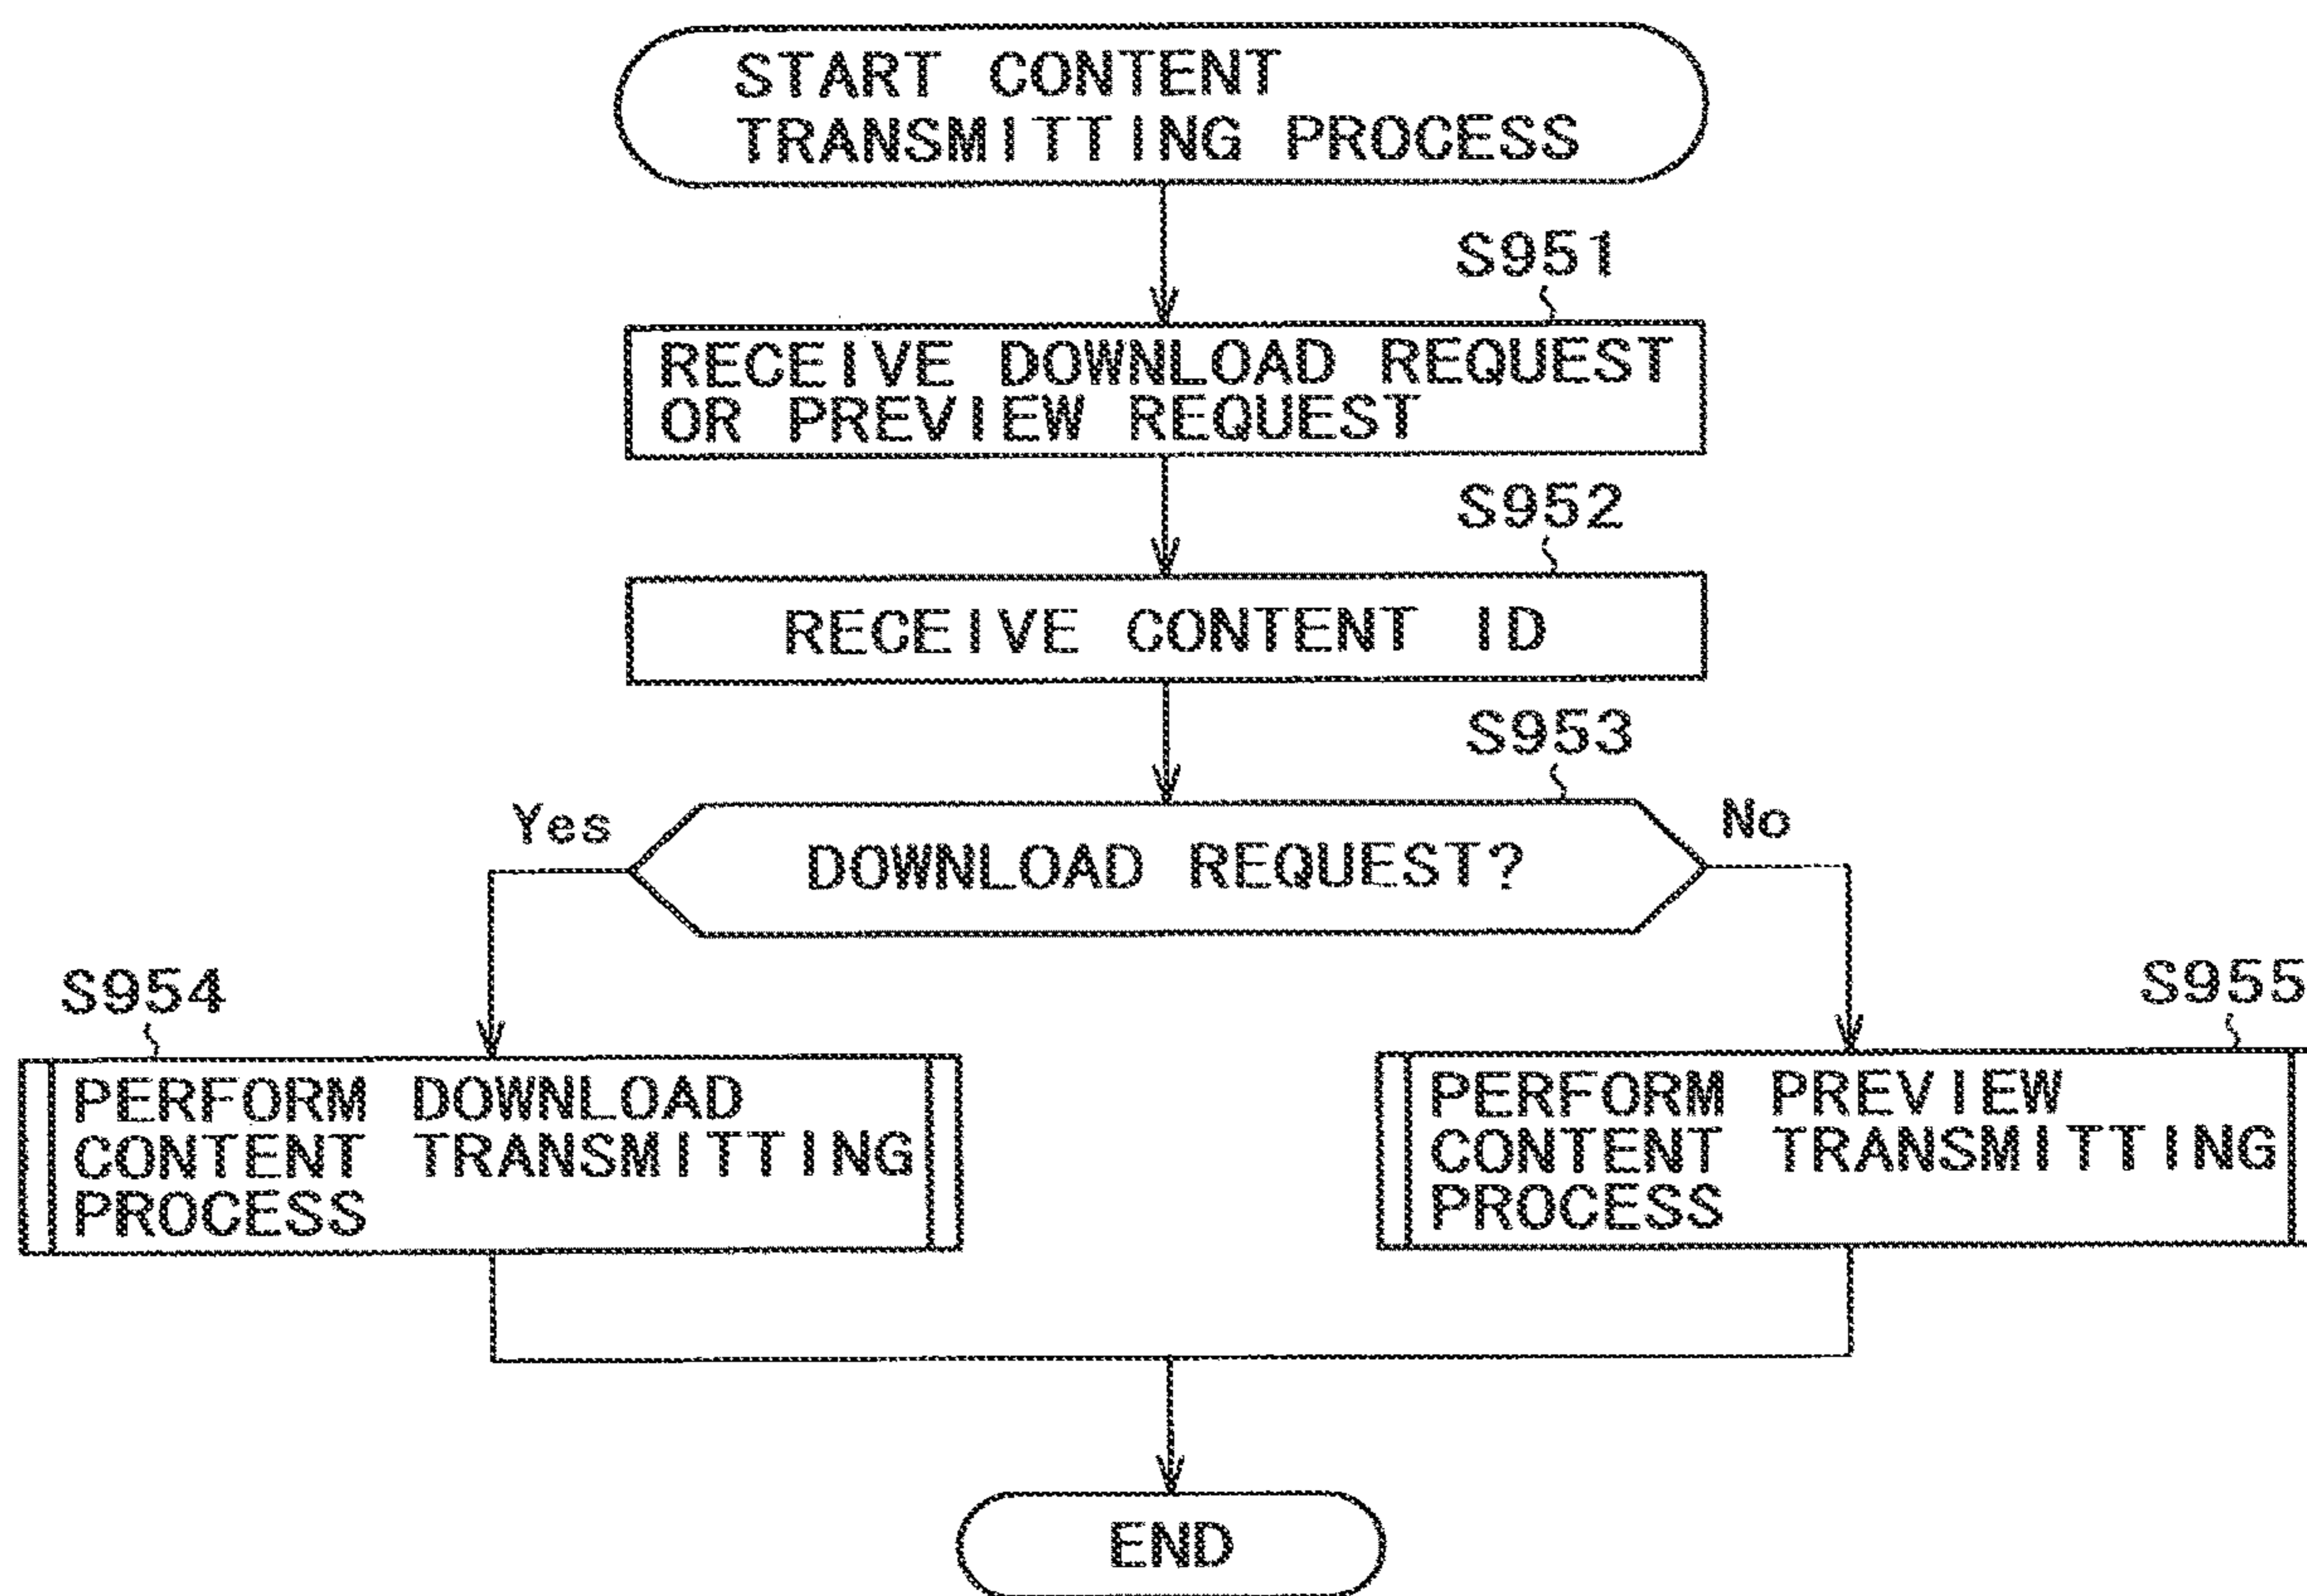 START CONTENT
TRANSMITTING PROCESS
S951
RECEIVE DOWNLOAD REQUEST
OR PREVIEW REQUEST
S952
RECEIVE CONTENT ID
S953
Yes
DOWNLOAD REQUEST?
No
S954
PERFORM DOWNLOAD
CONTENT TRANSMITTING
PROCESS
S955
PERFORM PREVIEW
CONTENT TRANSMITTING
PROCESS
END